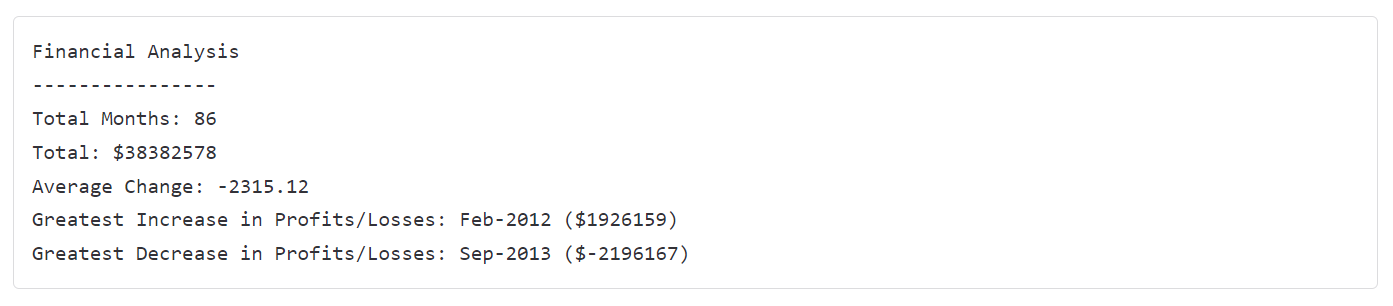 Financial Analysis
----------------
Total Months: 86
Total: $38382578
Average Change: -2315.12
Greatest Increase in Profits/Losses: Feb-2012 ($1926159)
Greatest Decrease in Profits/Losses: Sep-2013 ($-2196167)